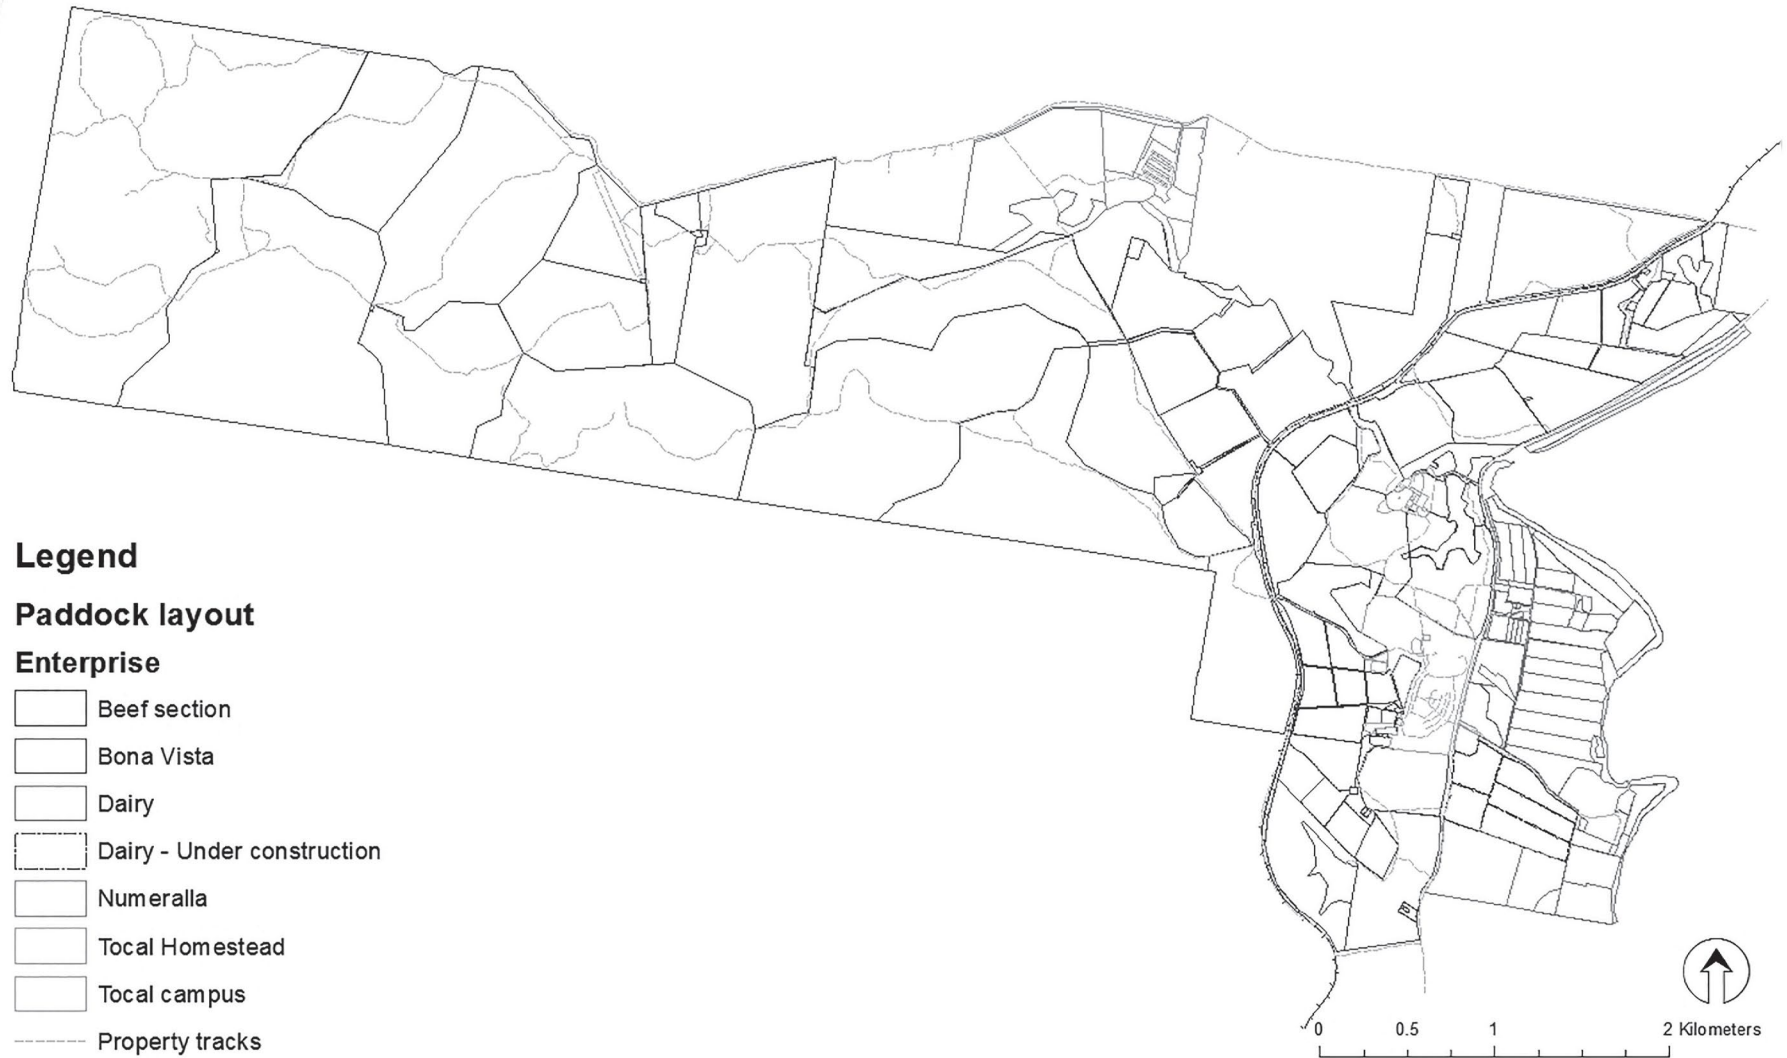 Legend
Paddock layout
Enterprise
Beef section
Bona Vista
Dairy
Dairy - Under construction
Numeralla
Tocal Homestead
Tocal campus
Property tracks
0 0.5 1 2 Kilometers